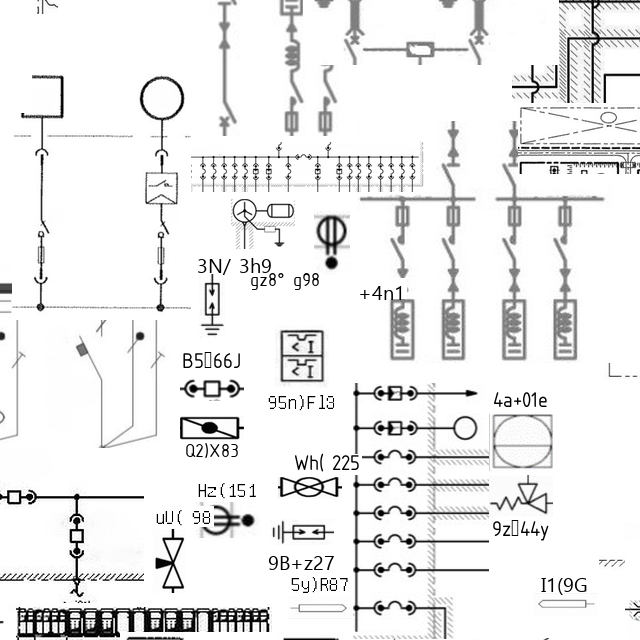 3N/ 3h9
gz8° g98
+4n1
B5▯66J
95n)Fl3
4a+01e
Q2)X83
Wh( 225
Hz(151
uU( 98
9z▯44y
9B+z27
5y)R87
I1(9G